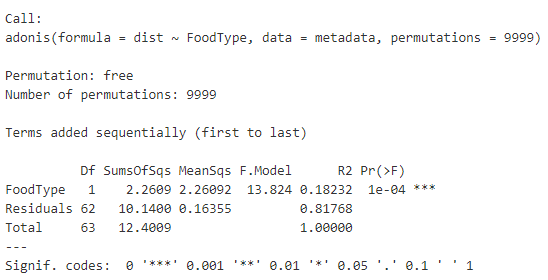 Call:
adonis(formula = dist ~ FoodType, data = metadata, permutations = 9999)
Permutation: free
Number of permutations: 9999
Terms added sequentially (first to last)
Df SumsOfSqs MeanSqs F.Model R2 Pr(>F)
FoodType 1 2.2609 2.26092 13.824 0.18232 1e-04 ***
Residuals 62 10.1400 0.16355 0.81768
Total 63 12.4009 1.00000
---
Signif. codes: 0 '***' 0.001 '**' 0.01 '*' 0.05 '.' 0.1 ' ' 1